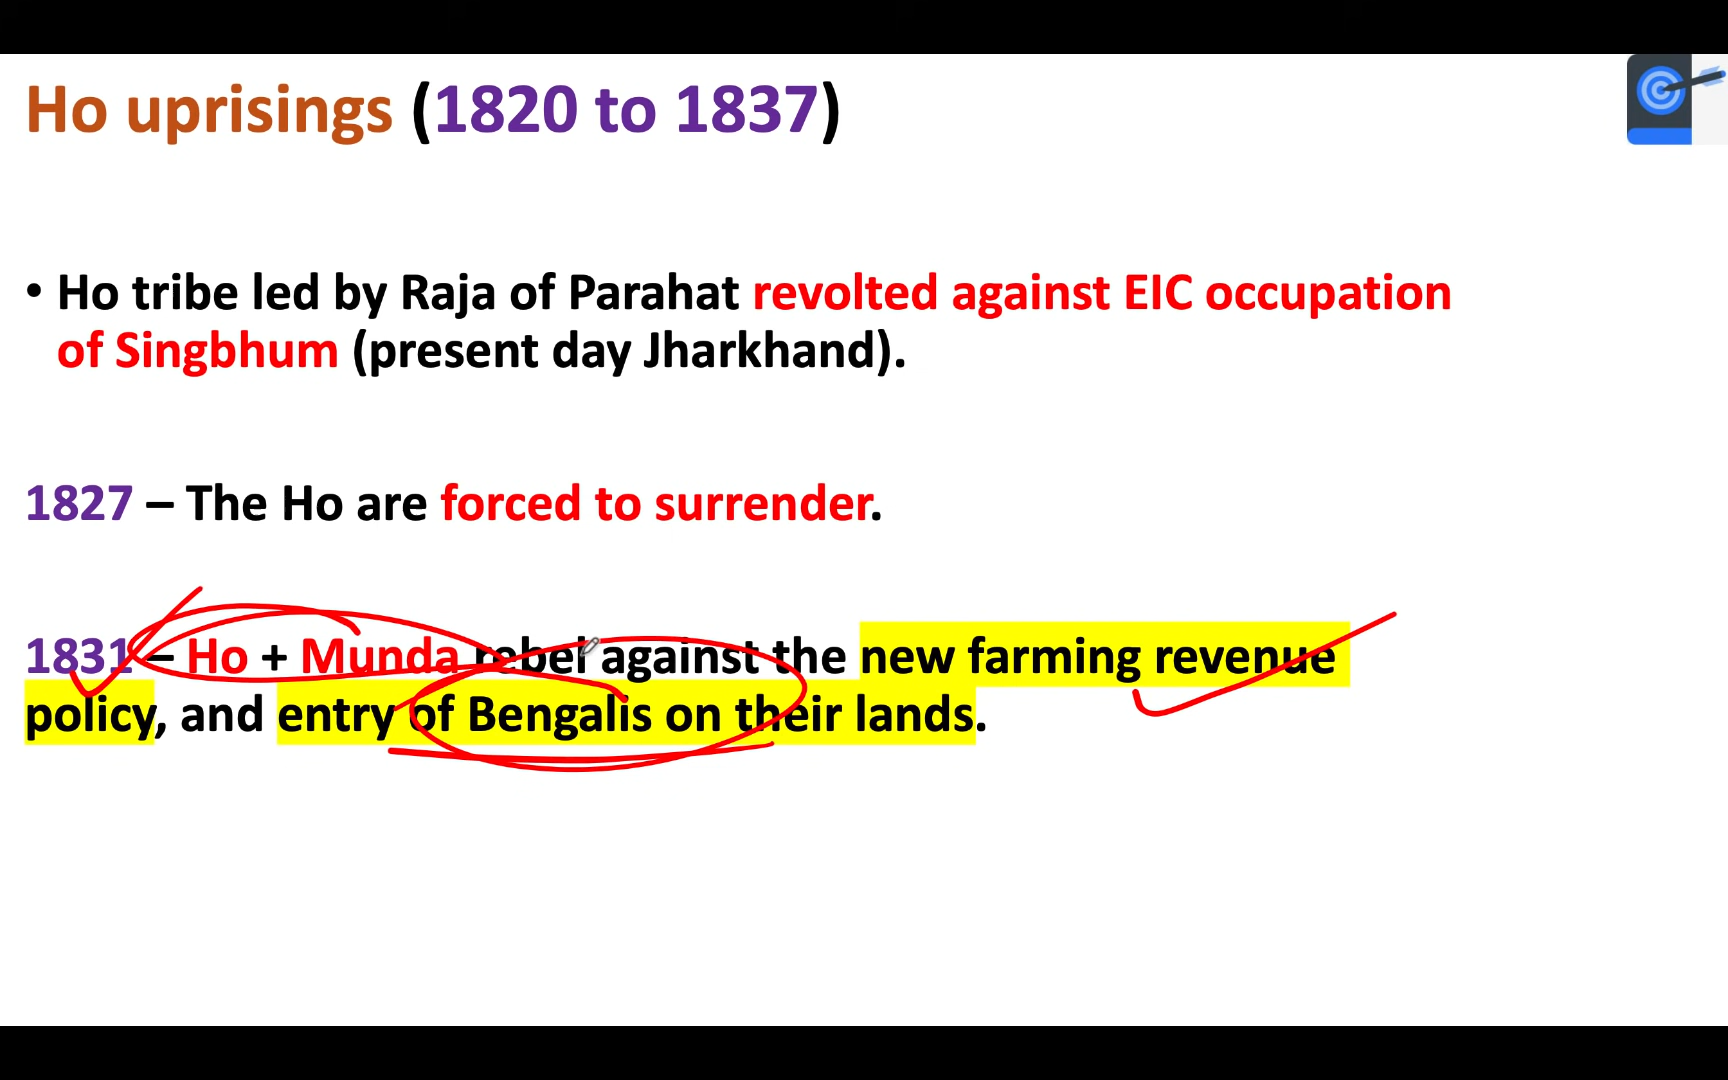 Ho uprisings (1820 to 1837)
• Ho tribe led by Raja of Parahat revolted against EIC occupation
of Singbhum (present day Jharkhand).
1827 – The Ho are forced to surrender.
1831 – Ho + Munda rebel against the new farming revenue
policy, and entry of Bengalis on their lands.